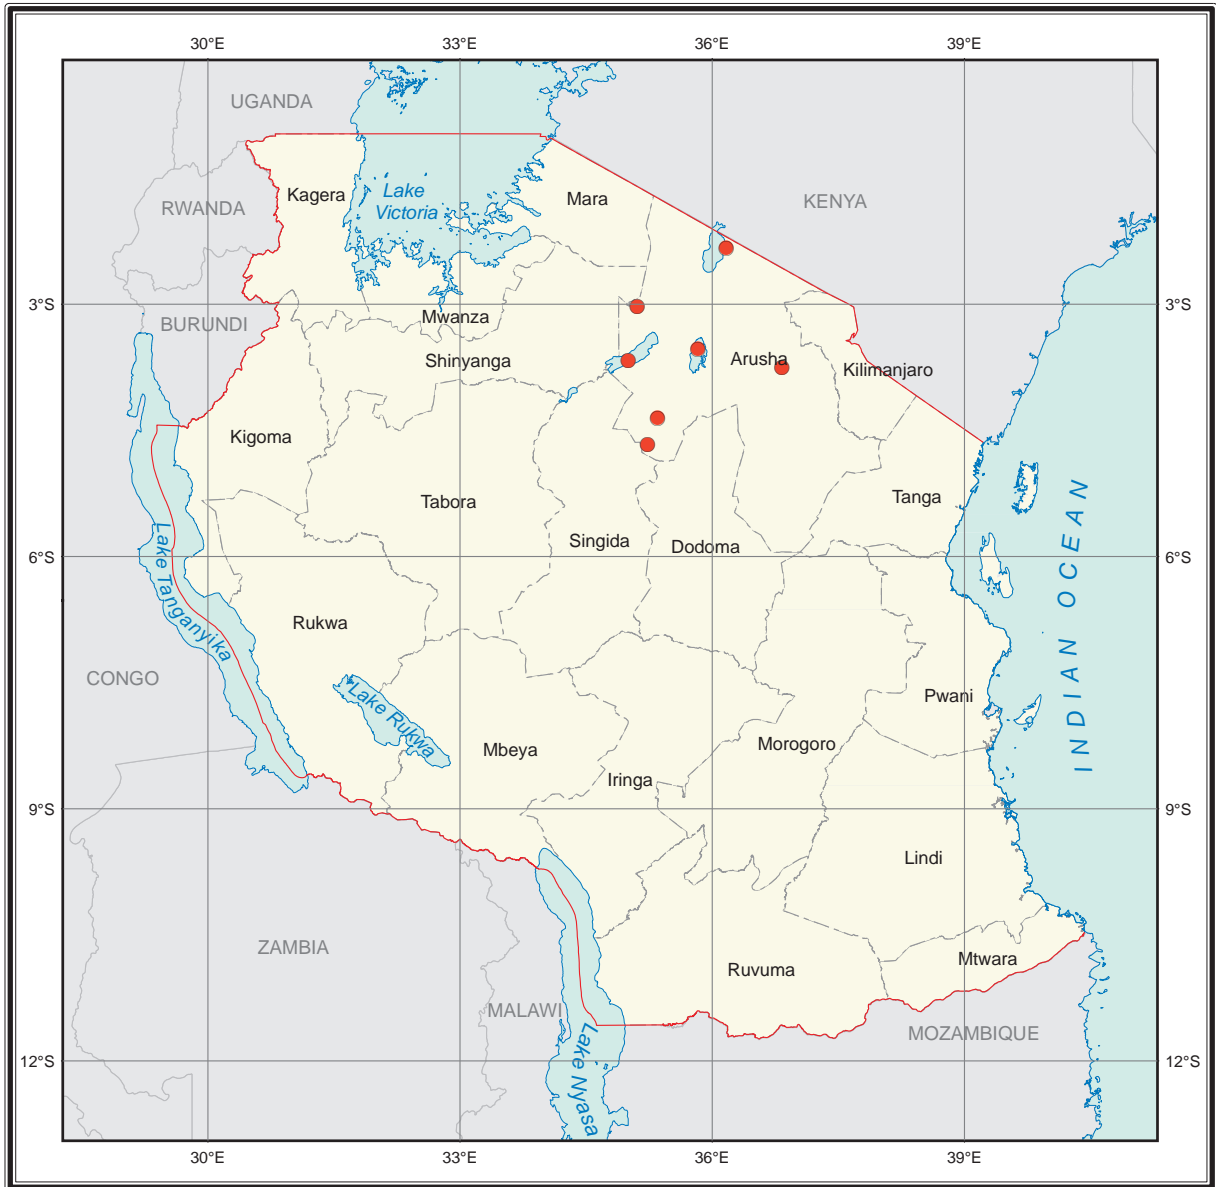 30°E 33°E 36°E 39°E
UGANDA
Kagera
Lake
Victoria
Mara
RWANDA
KENYA
3°S 3°S
BURUNDI
Mwanza
Shinyanga
Arusha
Kilimanjaro
Kigoma
Tabora
Tanga
Singida
Dodoma
INDIAN OCEAN
6°S 6°S
Lake Tanganyika
Rukwa
CONGO
Lake Rukwa
Pwani
Mbeya
Morogoro
Iringa
9°S 9°S
Lindi
ZAMBIA
Mtwara
Ruvuma
MALAWI
MOZAMBIQUE
Lake Nyasa
12°S 12°S
30°E 33°E 36°E 39°E